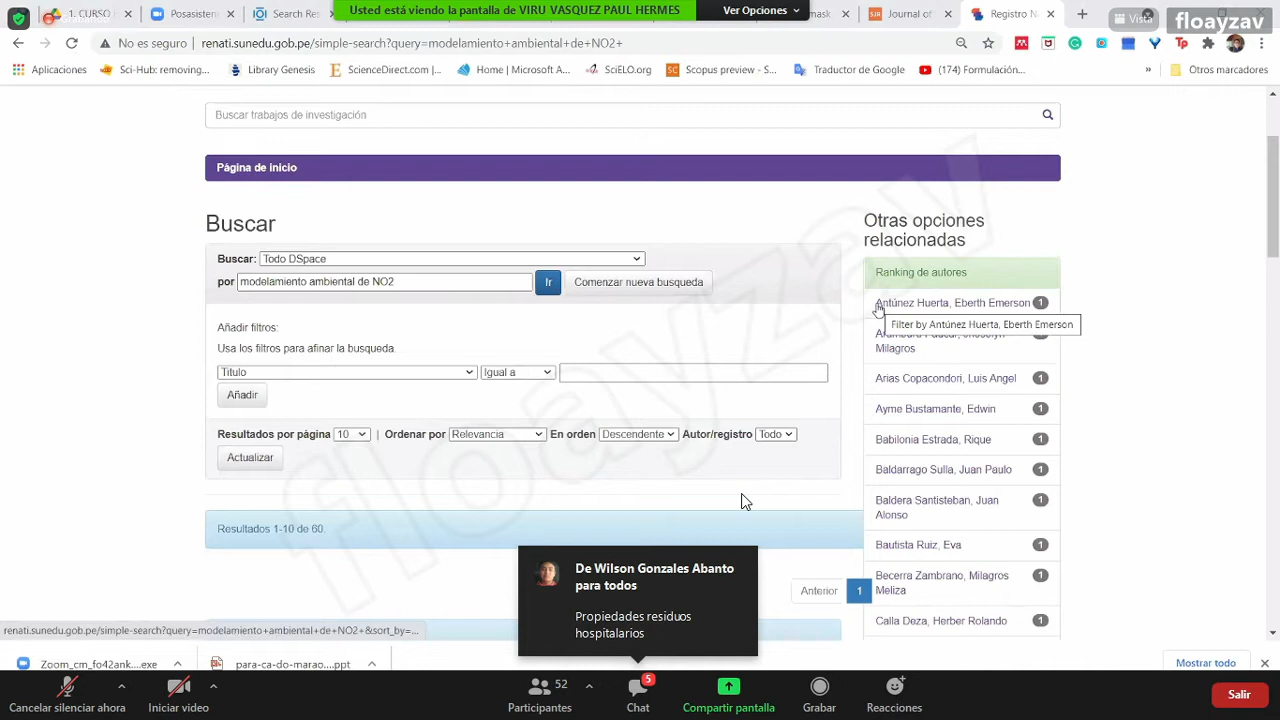 1. CURSO
Posasisten
Search Re
Usted está viendo la pantalla de VIRU VASQUEZ PAUL HERMES
Ver Opciones
Journal of
Registro N
Vista
floayzav
No es seguro
renati.sunedu.gob.pe/simple-search?query=modelamiento+ambiental+de+NO2+
Aplicaciones
Sci-Hub: removing...
Library Genesis
ScienceDirect.com |...
Home | Microsoft A...
SciELO.org
Scopus preview - S...
Traductor de Google
(174) Formulación...
»
Otros marcadores
Buscar trabajos de investigación
Página de inicio
Buscar
Buscar: Todo DSpace
por modelamiento ambiental de NO2 Ir Comenzar nueva busqueda
Añadir filtros:
Usa los filtros para afinar la busqueda.
Titulo Igual a
Añadir
Resultados por página 10 | Ordenar por Relevancia En orden Descendente Autor/registro Todo
Actualizar
Resultados 1-10 de 60.
Anterior 1
Otras opciones
relacionadas
Ranking de autores
Antúnez Huerta, Eberth Emerson 1
Filter by Antúnez Huerta, Eberth Emerson
Milagros
Arias Copacondori, Luis Angel 1
Ayme Bustamante, Edwin 1
Babilonia Estrada, Rique 1
Baldarrago Sulla, Juan Paulo 1
Baldera Santisteban, Juan 1
Alonso
Bautista Ruiz, Eva 1
Becerra Zambrano, Milagros 1
Meliza
Calla Deza, Herber Rolando 1
floayzav
De Wilson Gonzales Abanto
para todos
Propiedades residuos
hospitalarios
renati.sunedu.gob.pe/simple-search?query=modelamiento+ambiental+de+NO2+&sort_by=...
Zoom_cm_fo42ank....exe
para-ca-do-marao....ppt
Mostrar todo
Cancelar silenciar ahora
Iniciar video
52
Participantes
5
Chat
Compartir pantalla
Grabar
Reacciones
Salir